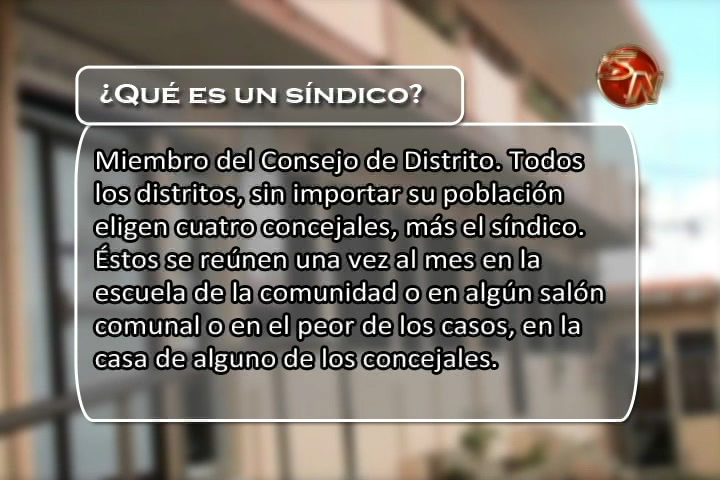 ¿QUÉ ES UN SÍNDICO?
SN
Miembro del Consejo de Distrito. Todos
los distritos, sin importar su población
eligen cuatro concejales, más el síndico.
Éstos se reúnen una vez al mes en la
escuela de la comunidad o en algún salón
comunal o en el peor de los casos, en la
casa de alguno de los concejales.